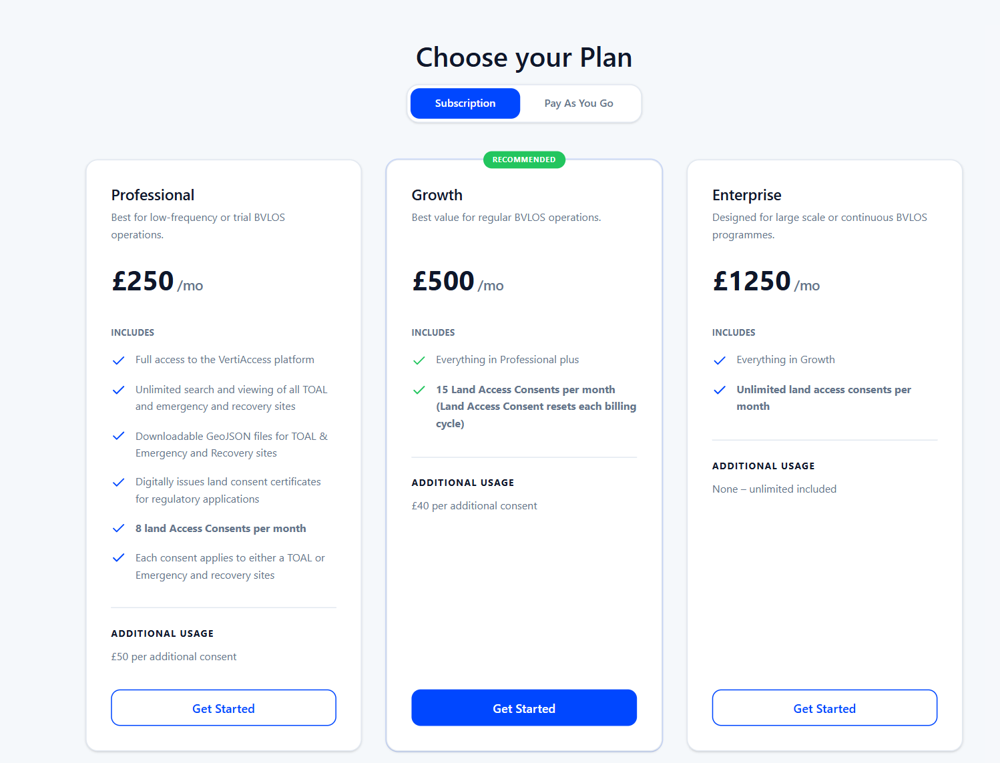 Choose your Plan
Subscription
Pay As You Go
Professional
Best for low-frequency or trial BVLOS
operations.
£250 /mo
INCLUDES
Full access to the VertiAccess platform
Unlimited search and viewing of all TOAL
and emergency and recovery sites
Downloadable GeoJSON files for TOAL &
Emergency and Recovery sites
Digitally issues land consent certificates
for regulatory applications
8 land Access Consents per month
Each consent applies to either a TOAL or
Emergency and recovery sites
ADDITIONAL USAGE
£50 per additional consent
Get Started
RECOMMENDED
Growth
Best value for regular BVLOS operations.
£500 /mo
INCLUDES
Everything in Professional plus
15 Land Access Consents per month
(Land Access Consent resets each billing
cycle)
ADDITIONAL USAGE
£40 per additional consent
Get Started
Enterprise
Designed for large scale or continuous BVLOS
programmes.
£1250 /mo
INCLUDES
Everything in Growth
Unlimited land access consents per
month
ADDITIONAL USAGE
None – unlimited included
Get Started